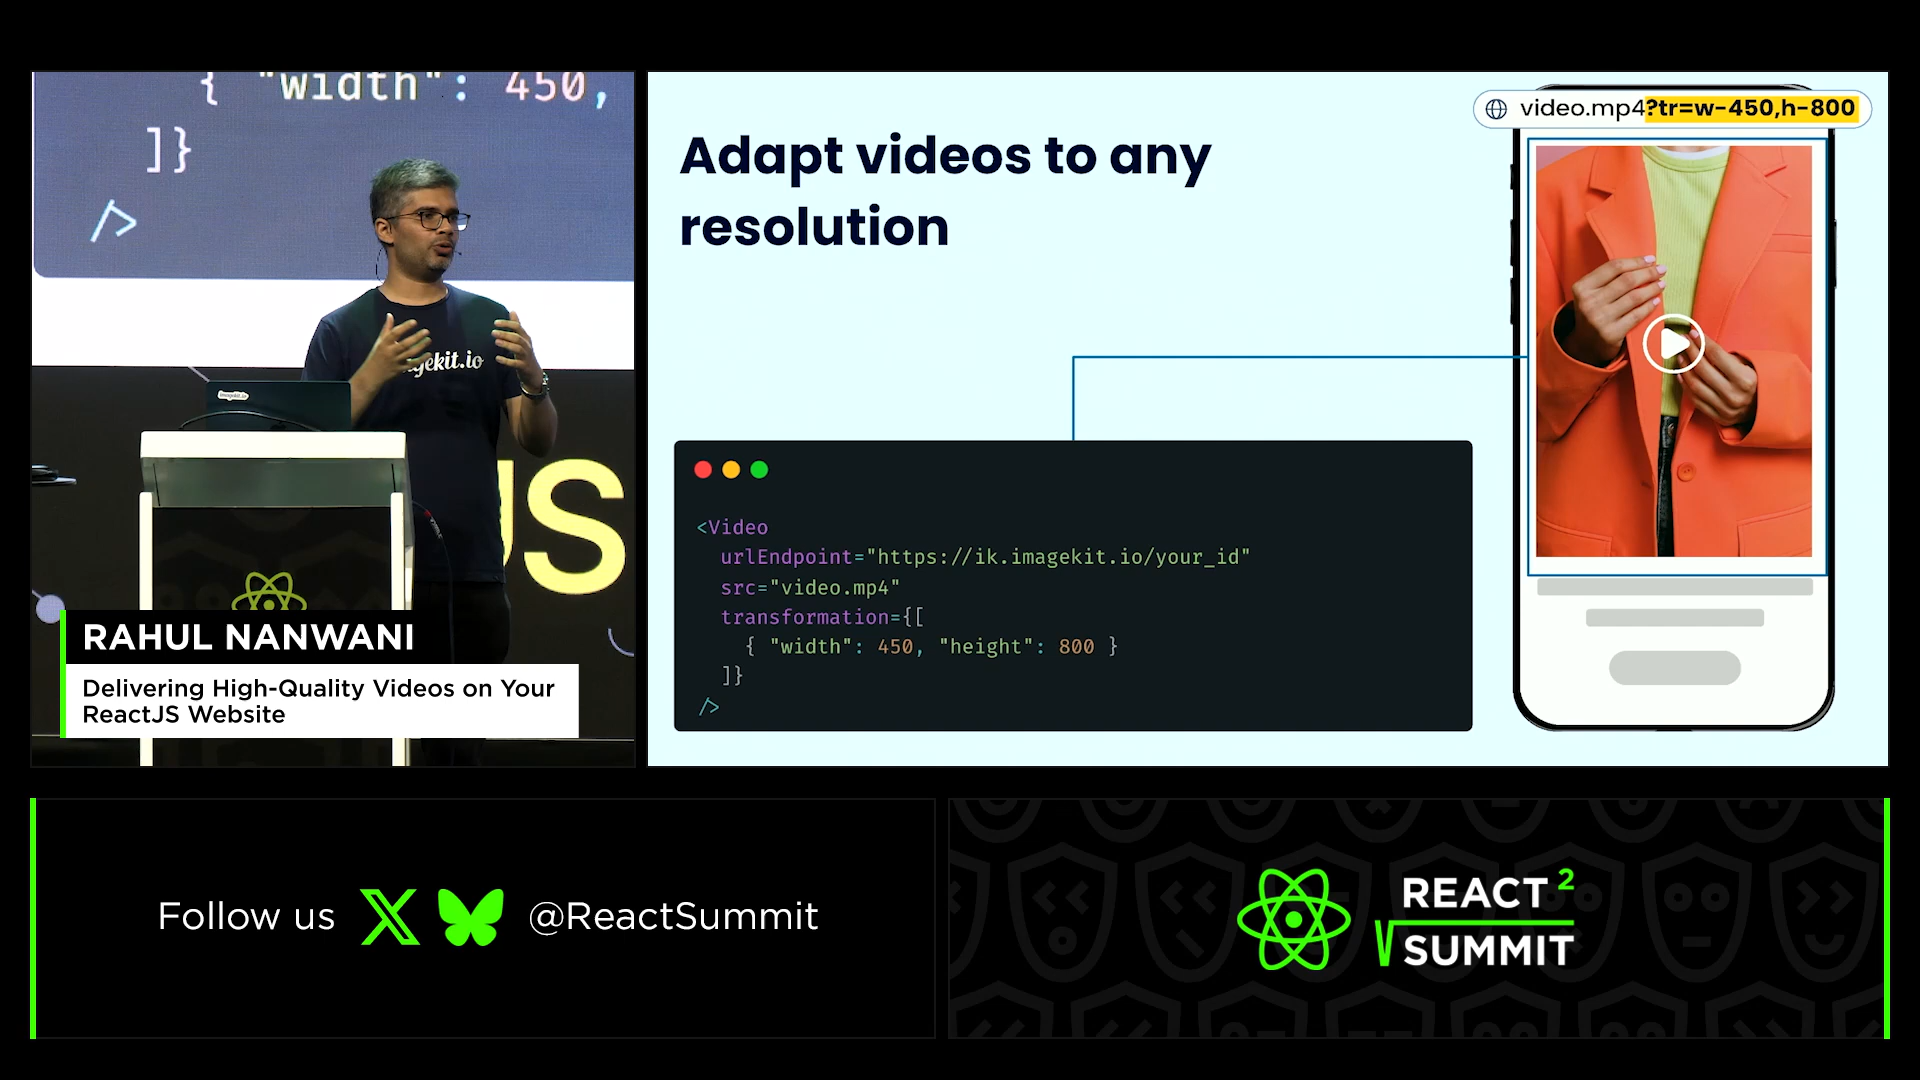 { "width": 450,
]}
/>
gekit.io
JS
RAHUL NANWANI
Delivering High-Quality Videos on Your
ReactJS Website
Adapt videos to any
resolution
video.mp4?tr=w-450,h-800
<Video
urlEndpoint="https://ik.imagekit.io/your_id"
src="video.mp4"
transformation={[
{ "width": 450, "height": 800 }
]}
/>
Follow us @ReactSummit
REACT 2
SUMMIT